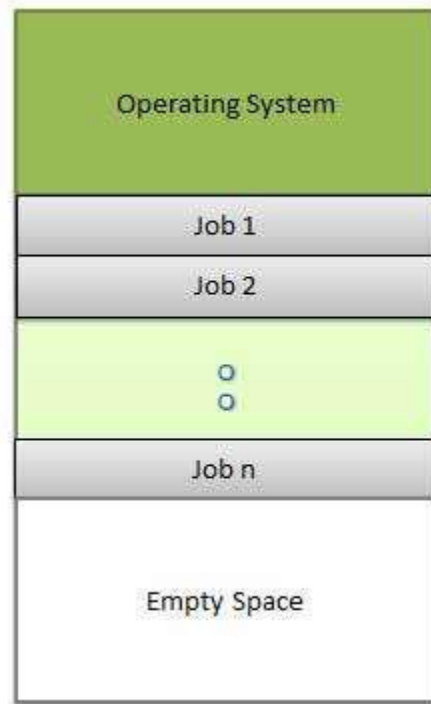 Operating System
Job 1
Job 2
o
o
Job n
Empty Space